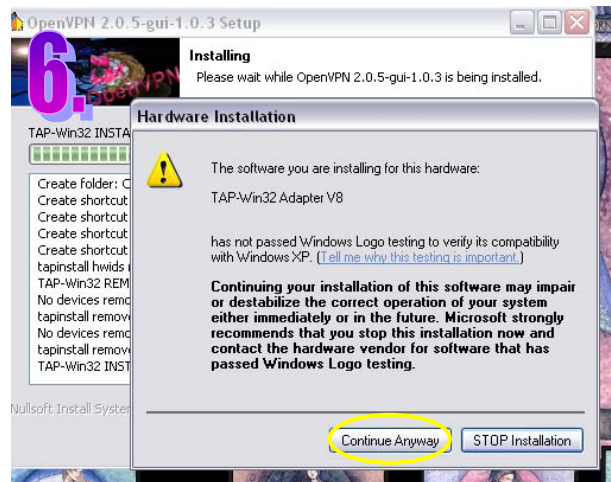 OpenVPN 2.0.5-gui-1.0.3 Setup
6.
OpenVPN
Installing
Please wait while OpenVPN 2.0.5-gui-1.0.3 is being installed.
TAP-Win32 INSTA
Create folder: C
Create shortcut
Create shortcut
Create shortcut
Create shortcut
tapinstall hwids
TAP-Win32 REM
No devices remo
tapinstall remov
No devices remo
tapinstall remov
TAP-Win32 INST
Nullsoft Install System
Hardware Installation
The software you are installing for this hardware:
TAP-Win32 Adapter V8
has not passed Windows Logo testing to verify its compatibility
with Windows XP. (Tell me why this testing is important.)
Continuing your installation of this software may impair
or destabilize the correct operation of your system
either immediately or in the future. Microsoft strongly
recommends that you stop this installation now and
contact the hardware vendor for software that has
passed Windows Logo testing.
Continue Anyway
STOP Installation